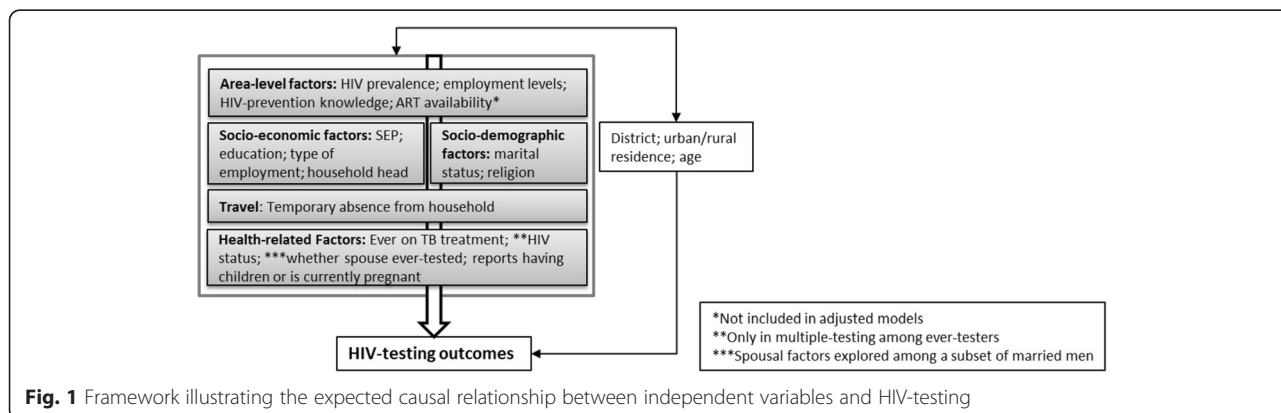 Area-level factors: HIV prevalence; employment levels;
HIV-prevention knowledge; ART availability*
Socio-economic factors: SEP;
education; type of
employment; household head
Socio-demographic
factors: marital
status; religion
District; urban/rural
residence; age
Travel: Temporary absence from household
Health-related Factors: Ever on TB treatment; **HIV
status; ***whether spouse ever-tested; reports having
children or is currently pregnant
HIV-testing outcomes
*Not included in adjusted models
**Only in multiple-testing among ever-testers
***Spousal factors explored among a subset of married men
Fig. 1 Framework illustrating the expected causal relationship between independent variables and HIV-testing